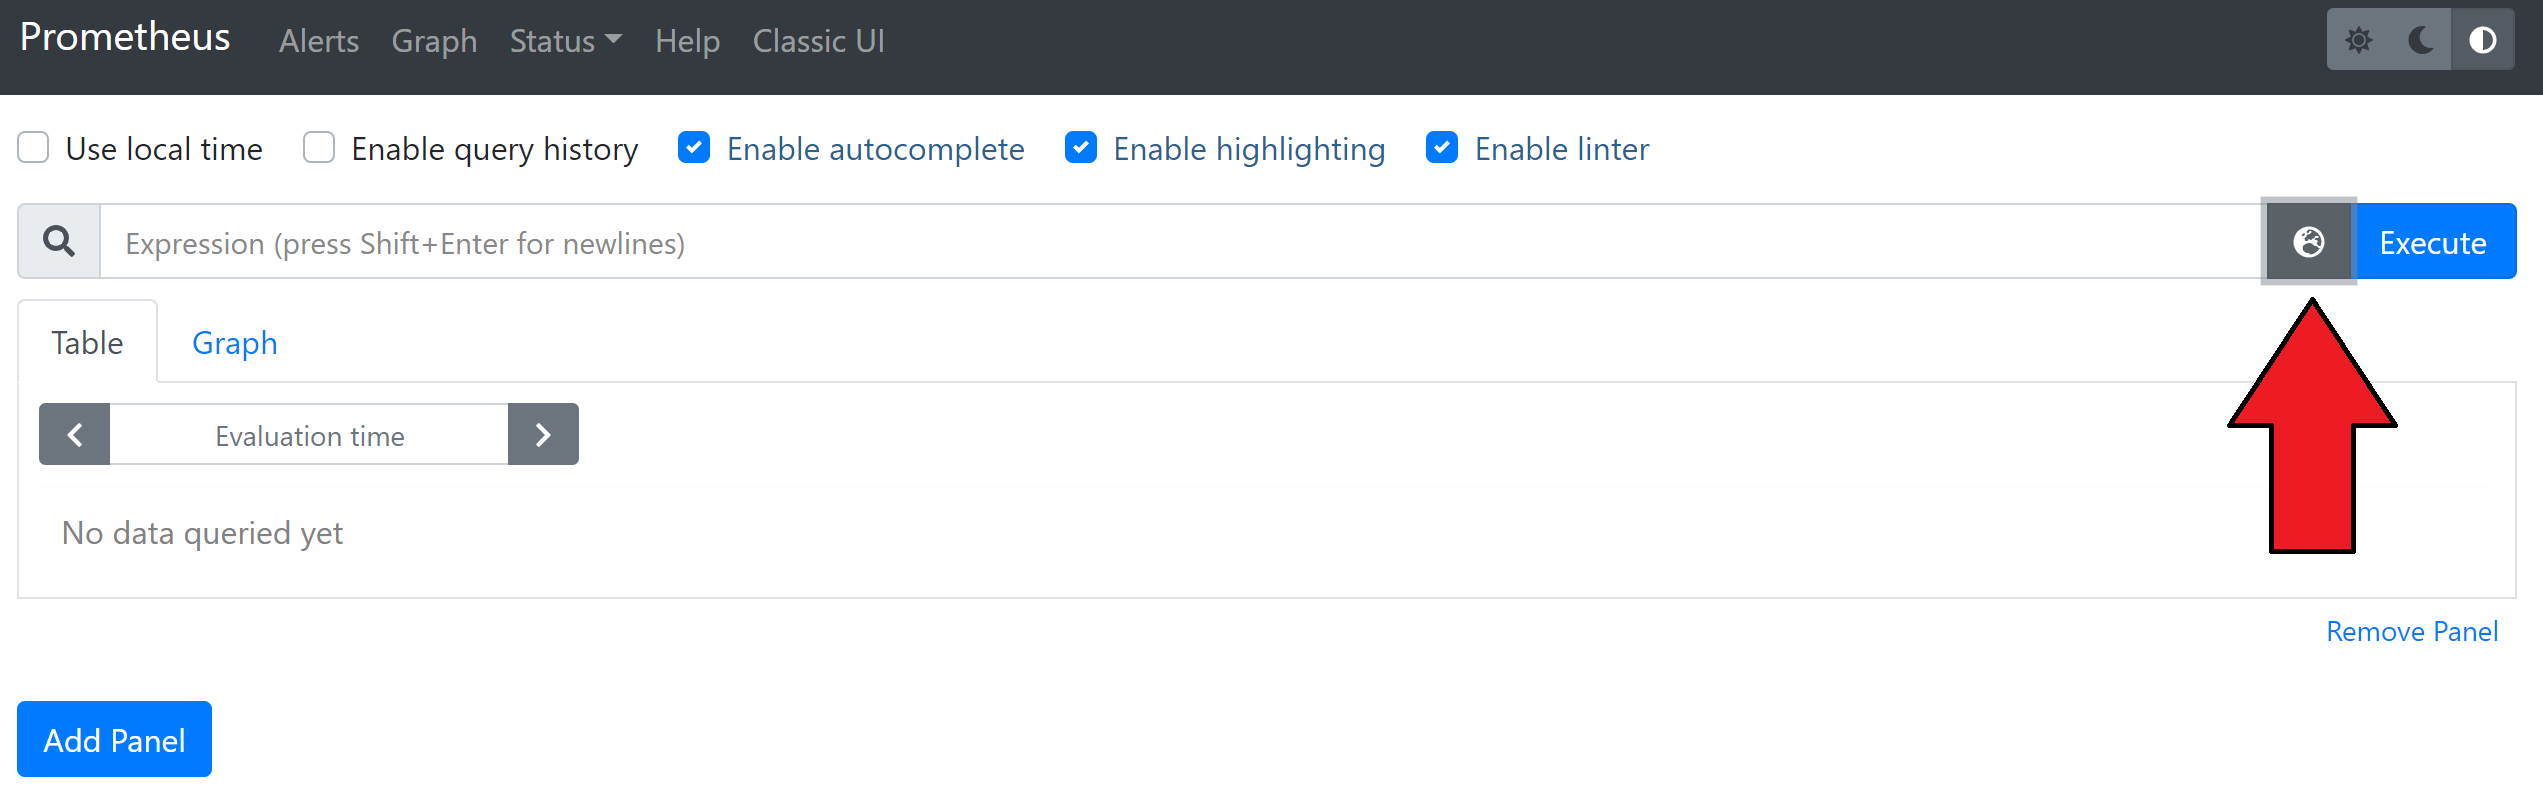 Prometheus Alerts Graph Status Help Classic UI
Use local time Enable query history Enable autocomplete Enable highlighting Enable linter
Expression (press Shift+Enter for newlines) Execute
Table Graph
Evaluation time
No data queried yet
Remove Panel
Add Panel